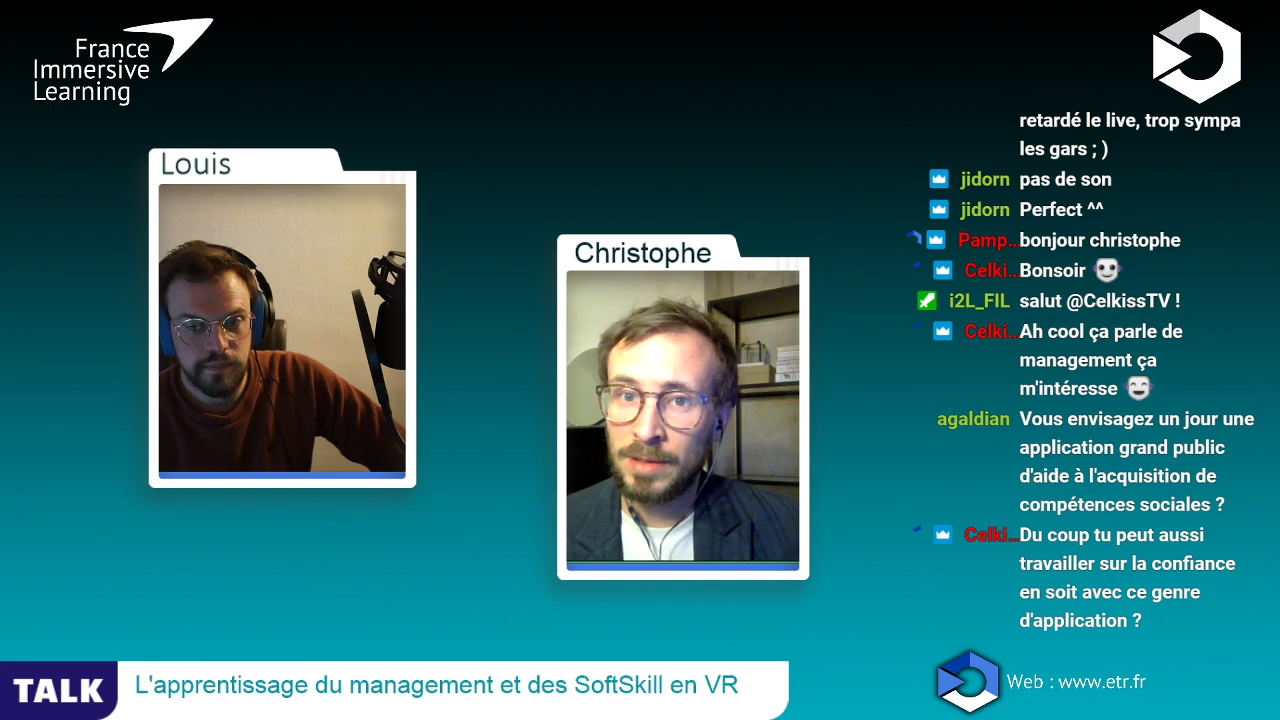 France
Immersive
Learning
Louis
Christophe
retardé le live, trop sympa
les gars ; )
jidorn pas de son
jidorn Perfect ^^
Pamp... bonjour christophe
Celki... Bonsoir
i2L_FIL salut @CelkissTV !
Celki... Ah cool ça parle de
management ça
m'intéresse
agaldian Vous envisagez un jour une
application grand public
d'aide à l'acquisition de
compétences sociales ?
Celki... Du coup tu peut aussi
travailler sur la confiance
en soit avec ce genre
d'application ?
TALK L'apprentissage du management et des SoftSkill en VR
Web : www.etr.fr